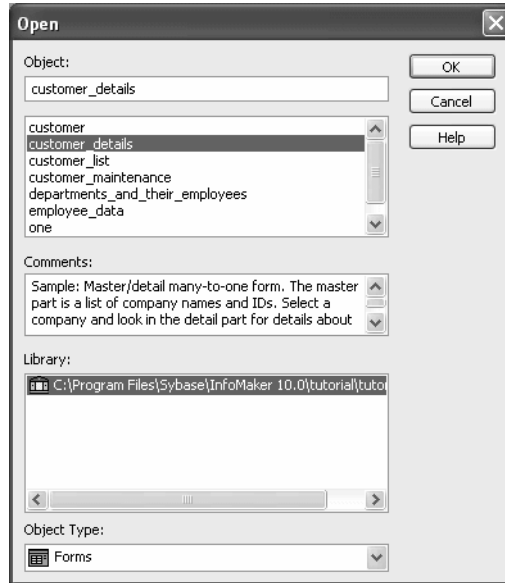 Open
Object:
OK
customer_details
Cancel
customer
Help
customer_details
customer_list
customer_maintenance
departments_and_their_employees
employee_data
one
Comments:
Sample: Master/detail many-to-one form. The master
part is a list of company names and IDs. Select a
company and look in the detail part for details about
Library:
C:\Program Files\Sybase\InfoMaker 10.0\tutorial\tuto
Object Type:
Forms